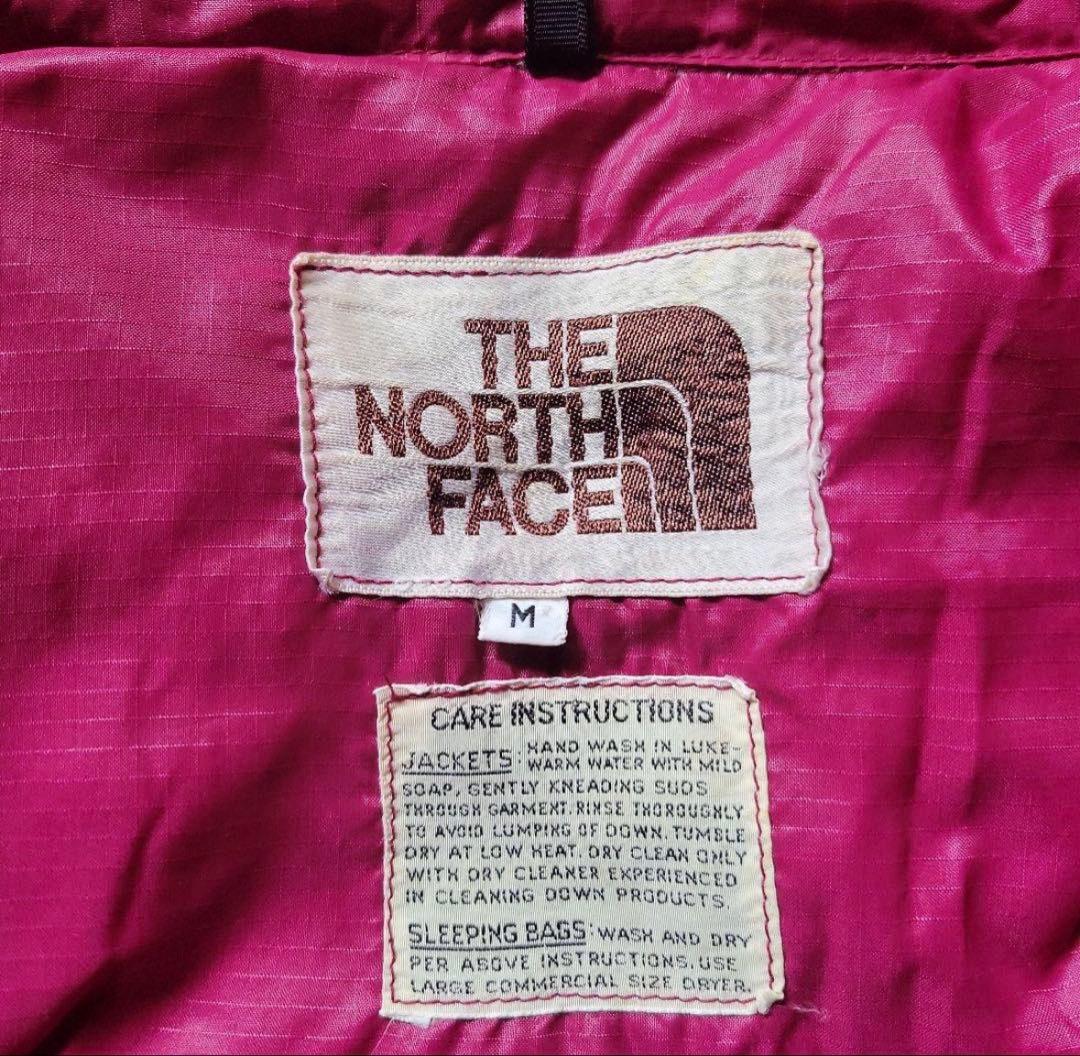 THE
NORTH
FACE
M
CARE INSTRUCTIONS
JACKETS: HAND WASH IN LUKE-
WARM WATER WITH MILD
SOAP, GENTLY KNEADING SUDS
THROUGH GARMENT. RINSE THOROUGHLY
TO AVOID LUMPING OF DOWN. TUMBLE
DRY AT LOW HEAT. DRY CLEAN ONLY
WITH DRY CLEANER EXPERIENCED
IN CLEANING DOWN PRODUCTS.
SLEEPING BAGS: WASH AND DRY
PER ABOVE INSTRUCTIONS. USE
LARGE COMMERCIAL SIZE DRYER.